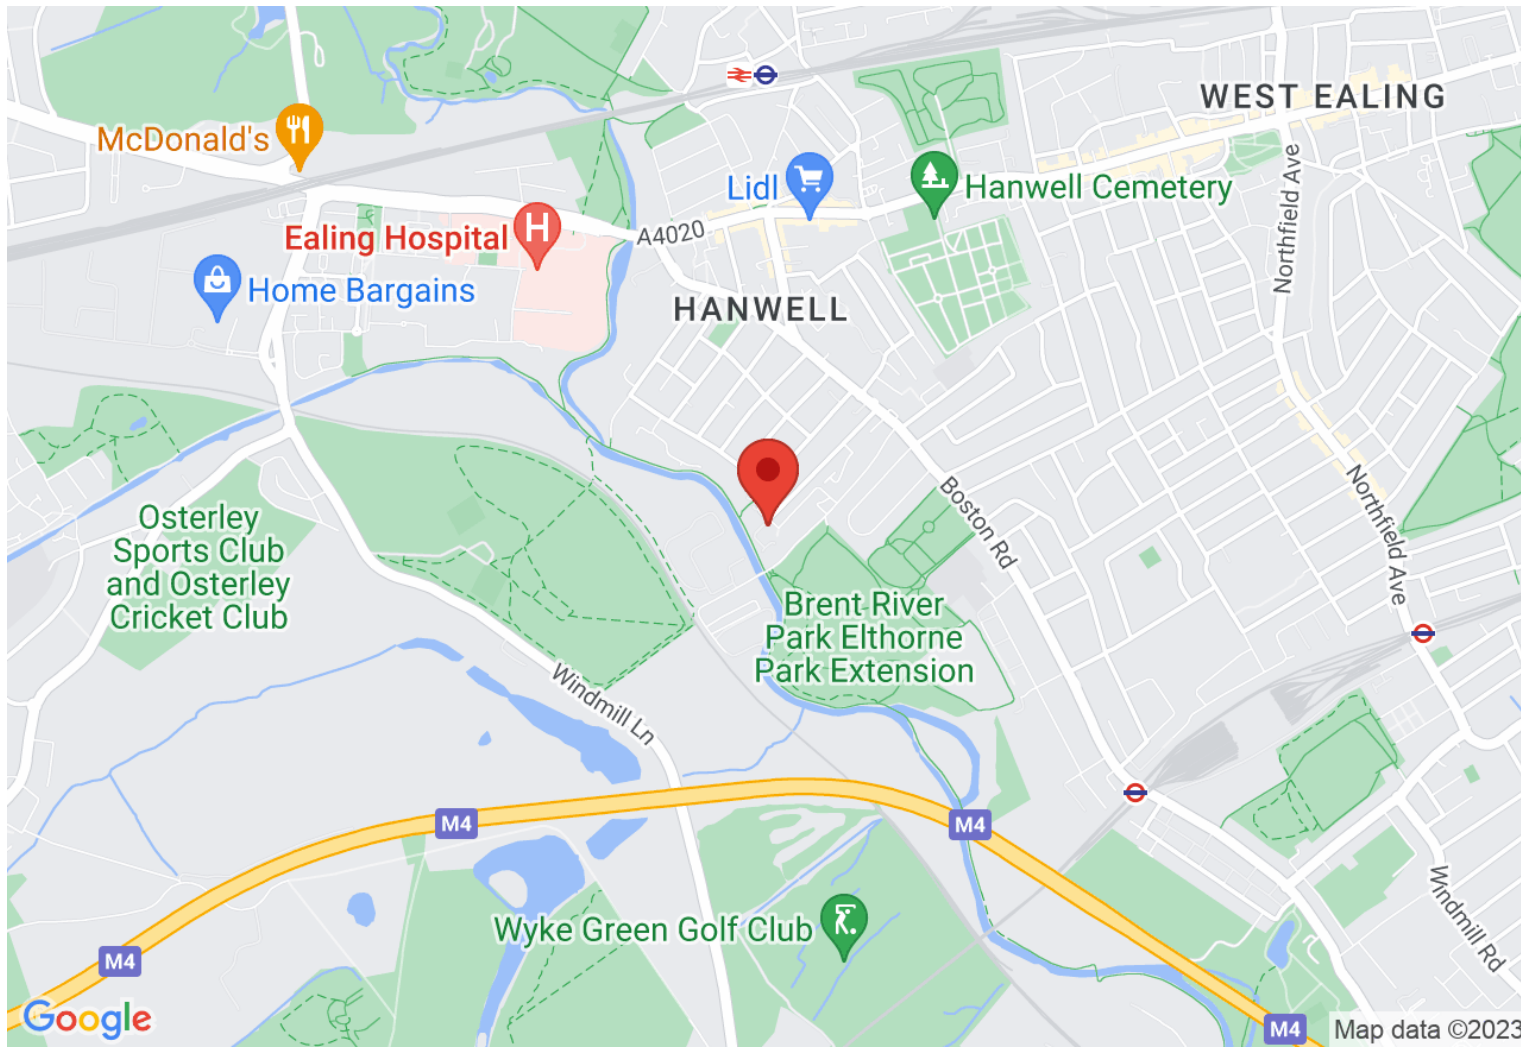 WEST EALING
McDonald's
Lidl
Hanwell Cemetery
Northfield Ave
Ealing Hospital
H
A4020
Home Bargains
HANWELL
Boston Rd
Northfield Ave
Osterley
Sports Club
and Osterley
Cricket Club
Brent River
Park Elthorne
Park Extension
Windmill Ln
M4
M4
Windmill Rd
Wyke Green Golf Club
M4
Google
M4
Map data ©2023